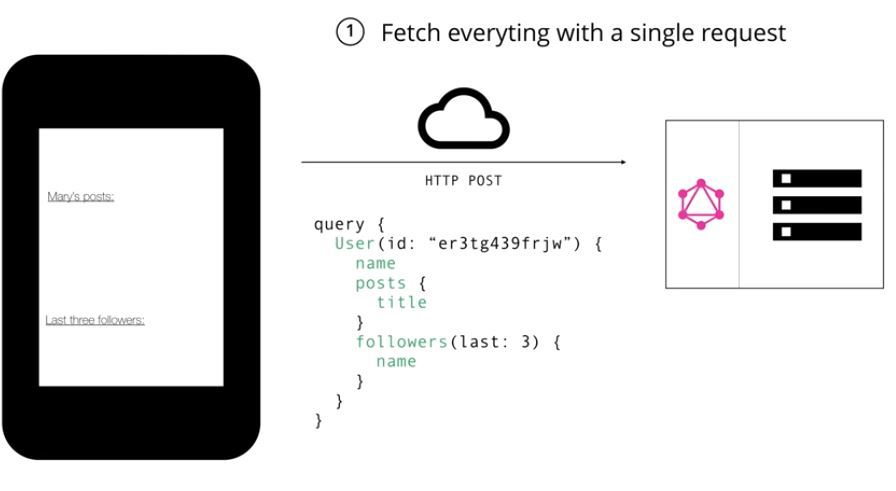 1 Fetch everyting with a single request
HTTP POST
Mary's posts:
Last three followers:
query {
  User(id: “er3tg439frjw”) {
    name
    posts {
      title
    }
    followers(last: 3) {
      name
    }
  }
}